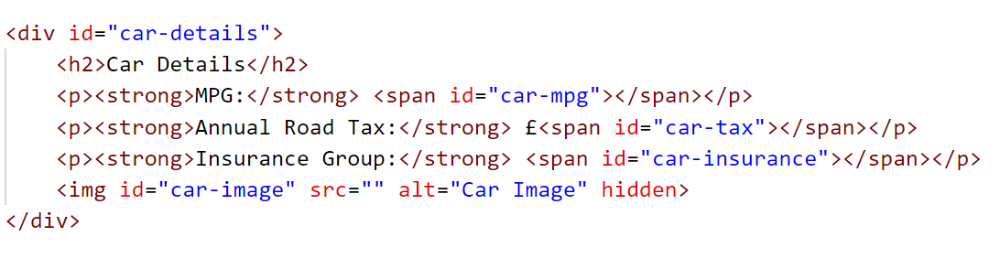 <div id="car-details">
    <h2>Car Details</h2>
    <p><strong>MPG:</strong> <span id="car-mpg"></span></p>
    <p><strong>Annual Road Tax:</strong> £<span id="car-tax"></span></p>
    <p><strong>Insurance Group:</strong> <span id="car-insurance"></span></p>
    <img id="car-image" src="" alt="Car Image" hidden>
</div>